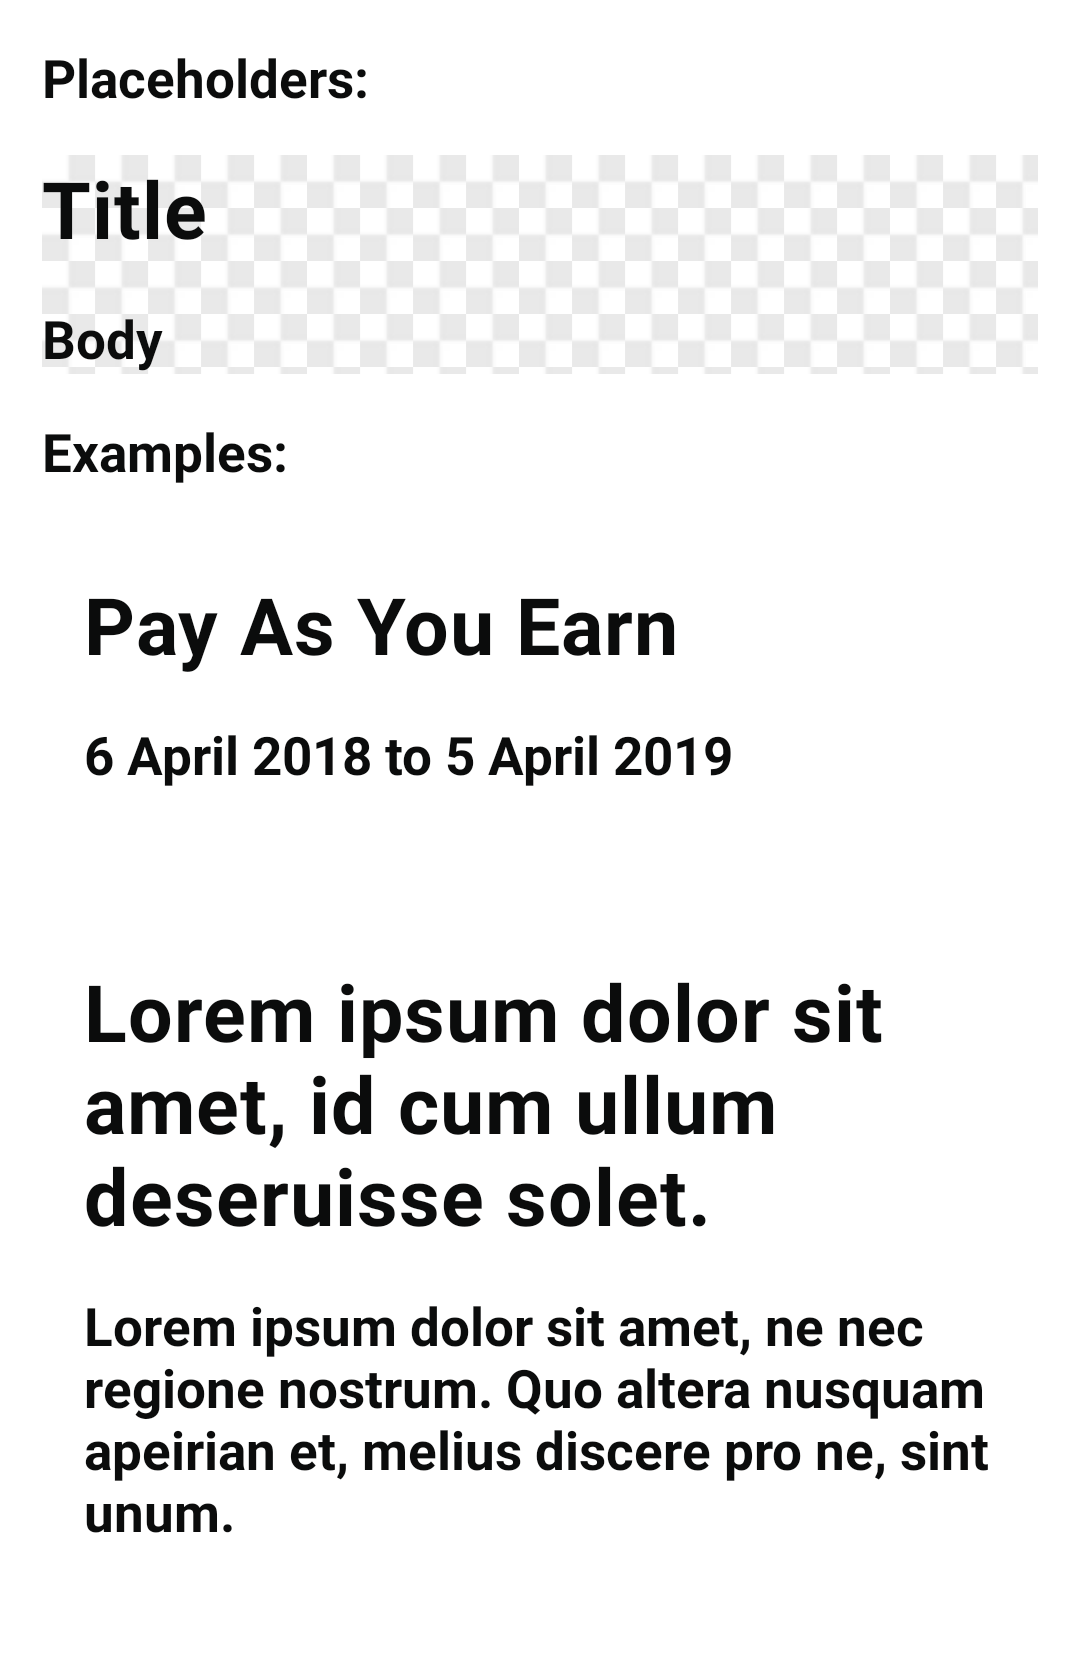 Placeholders:
Title
Body
Examples:
Pay As You Earn
6 April 2018 to 5 April 2019
Lorem ipsum dolor sit
amet, id cum ullum
deseruisse solet.
Lorem ipsum dolor sit amet, ne nec
regione nostrum. Quo altera nusquam
apeirian et, melius discere pro ne, sint
unum.